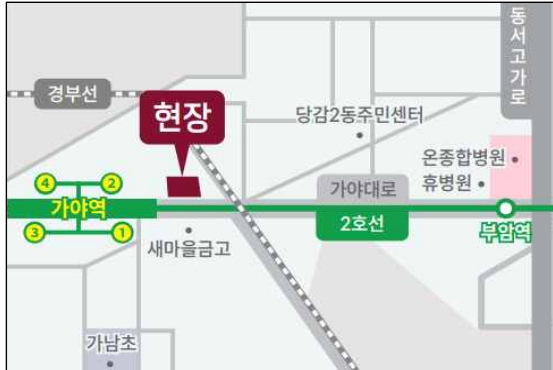 동서고가로
경부선
현장
당감2동주민센터
온종합병원
휴병원
가야대로
2호선
4
2
가야역
3
1
새마을금고
부암역
가남초